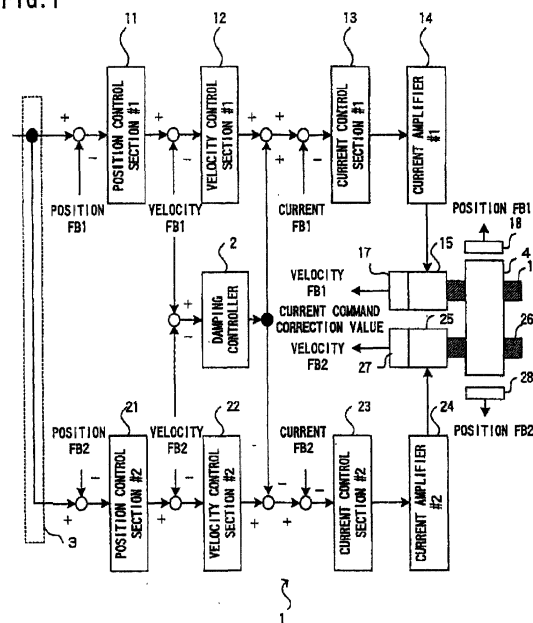 FIG.1
11
12
13
14
POSITION CONTROL
SECTION #1
VELOCITY CONTROL
SECTION #1
CURRENT CONTROL
SECTION #1
CURRENT AMPLIFIER
#1
+
-
+
-
+
+
+
-
POSITION
FB1
VELOCITY
FB1
CURRENT
FB1
POSITION FB1
18
2
17
15
4
1
VELOCITY
FB1
+
-
DAMPING
CONTROLLER
CURRENT COMMAND
CORRECTION VALUE
VELOCITY
FB2
25
26
27
28
POSITION FB2
21
22
23
24
POSITION
FB2
VELOCITY
FB2
CURRENT
FB2
-
+
-
+
-
+
-
+
POSITION CONTROL
SECTION #2
VELOCITY CONTROL
SECTION #2
CURRENT CONTROL
SECTION #2
CURRENT AMPLIFIER
#2
3
1